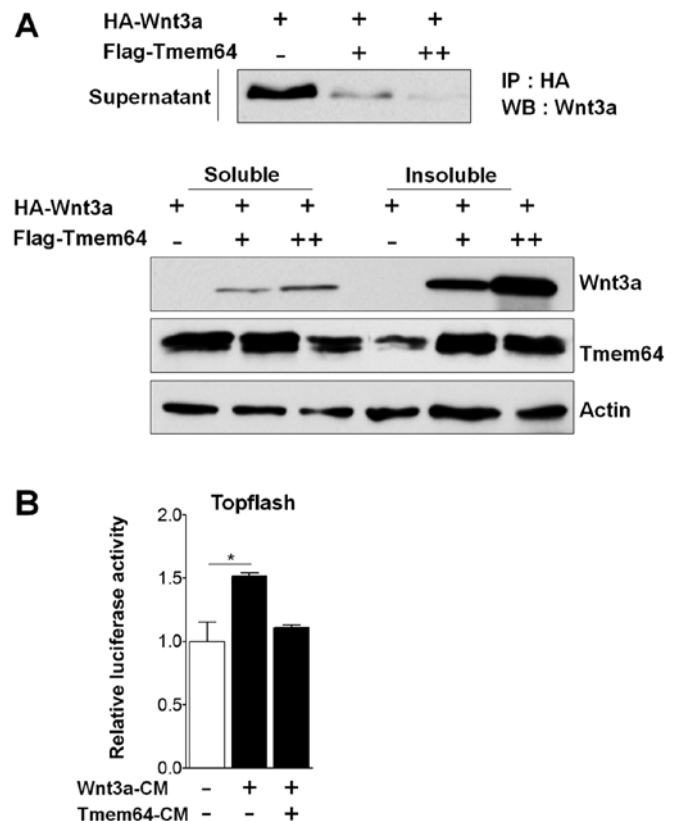 A
HA-Wnt3a + + +
Flag-Tmem64 - + ++
Supernatant
IP : HA
WB : Wnt3a
Soluble Insoluble
HA-Wnt3a + + + + + +
Flag-Tmem64 - + ++ - + ++
Wnt3a
Tmem64
Actin
B
Topflash
Relative luciferase activity
2.0
*
1.5
1.0
0.5
0.0
Wnt3a-CM - + +
Tmem64-CM - - +